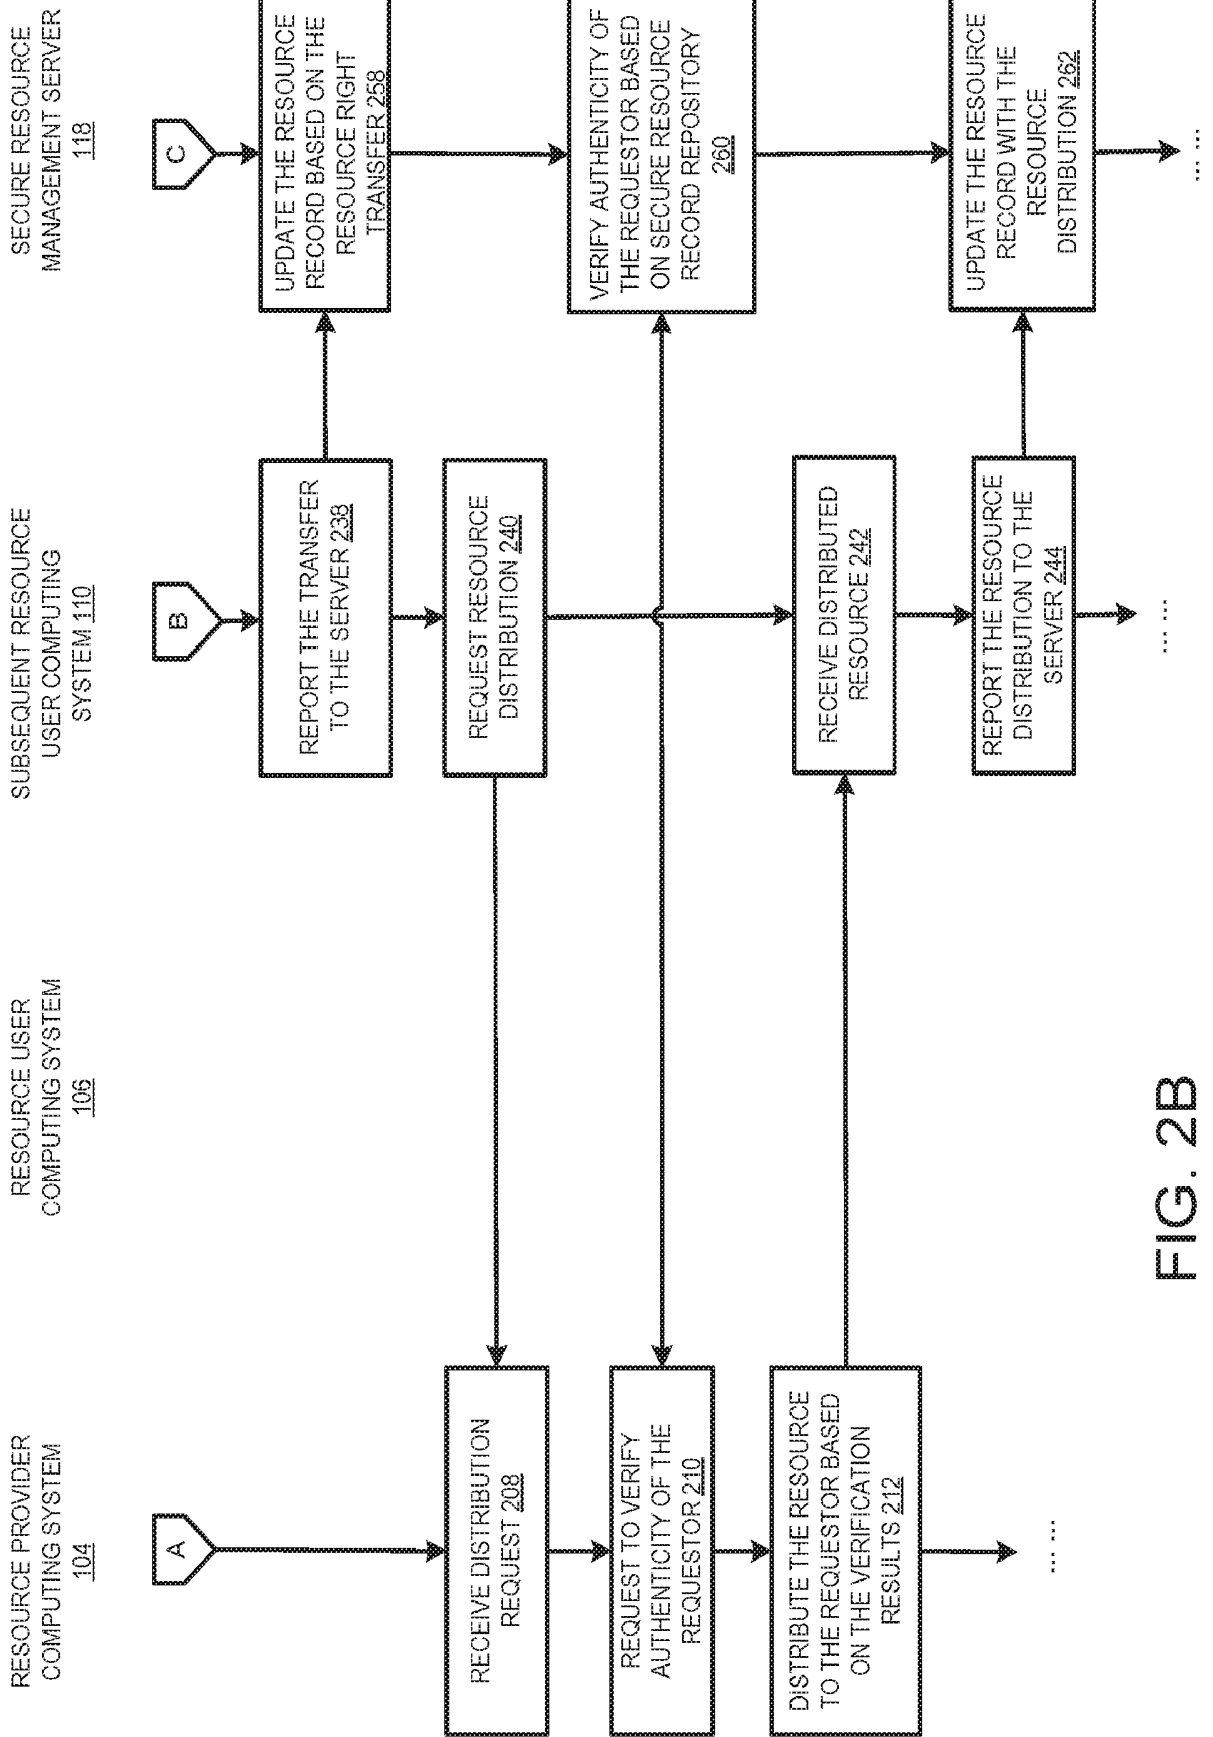 RESOURCE PROVIDER
COMPUTING SYSTEM
104
RESOURCE USER
COMPUTING SYSTEM
106
SUBSEQUENT RESOURCE
USER COMPUTING
SYSTEM 110
SECURE RESOURCE
MANAGEMENT SERVER
118
A
B
C
REPORT THE TRANSFER
TO THE SERVER 238
UPDATE THE RESOURCE
RECORD BASED ON THE
RESOURCE RIGHT
TRANSFER 258
RECEIVE DISTRIBUTION
REQUEST 208
REQUEST RESOURCE
DISTRIBUTION 240
REQUEST TO VERIFY
AUTHENTICITY OF THE
REQUESTOR 210
VERIFY AUTHENTICITY OF
THE REQUESTOR BASED
ON SECURE RESOURCE
RECORD REPOSITORY
260
DISTRIBUTE THE RESOURCE
TO THE REQUESTOR BASED
ON THE VERIFICATION
RESULTS 212
RECEIVE DISTRIBUTED
RESOURCE 242
REPORT THE RESOURCE
DISTRIBUTION TO THE
SERVER 244
UPDATE THE RESOURCE
RECORD WITH THE
RESOURCE
DISTRIBUTION 262
... ...
... ...
... ...
FIG. 2B